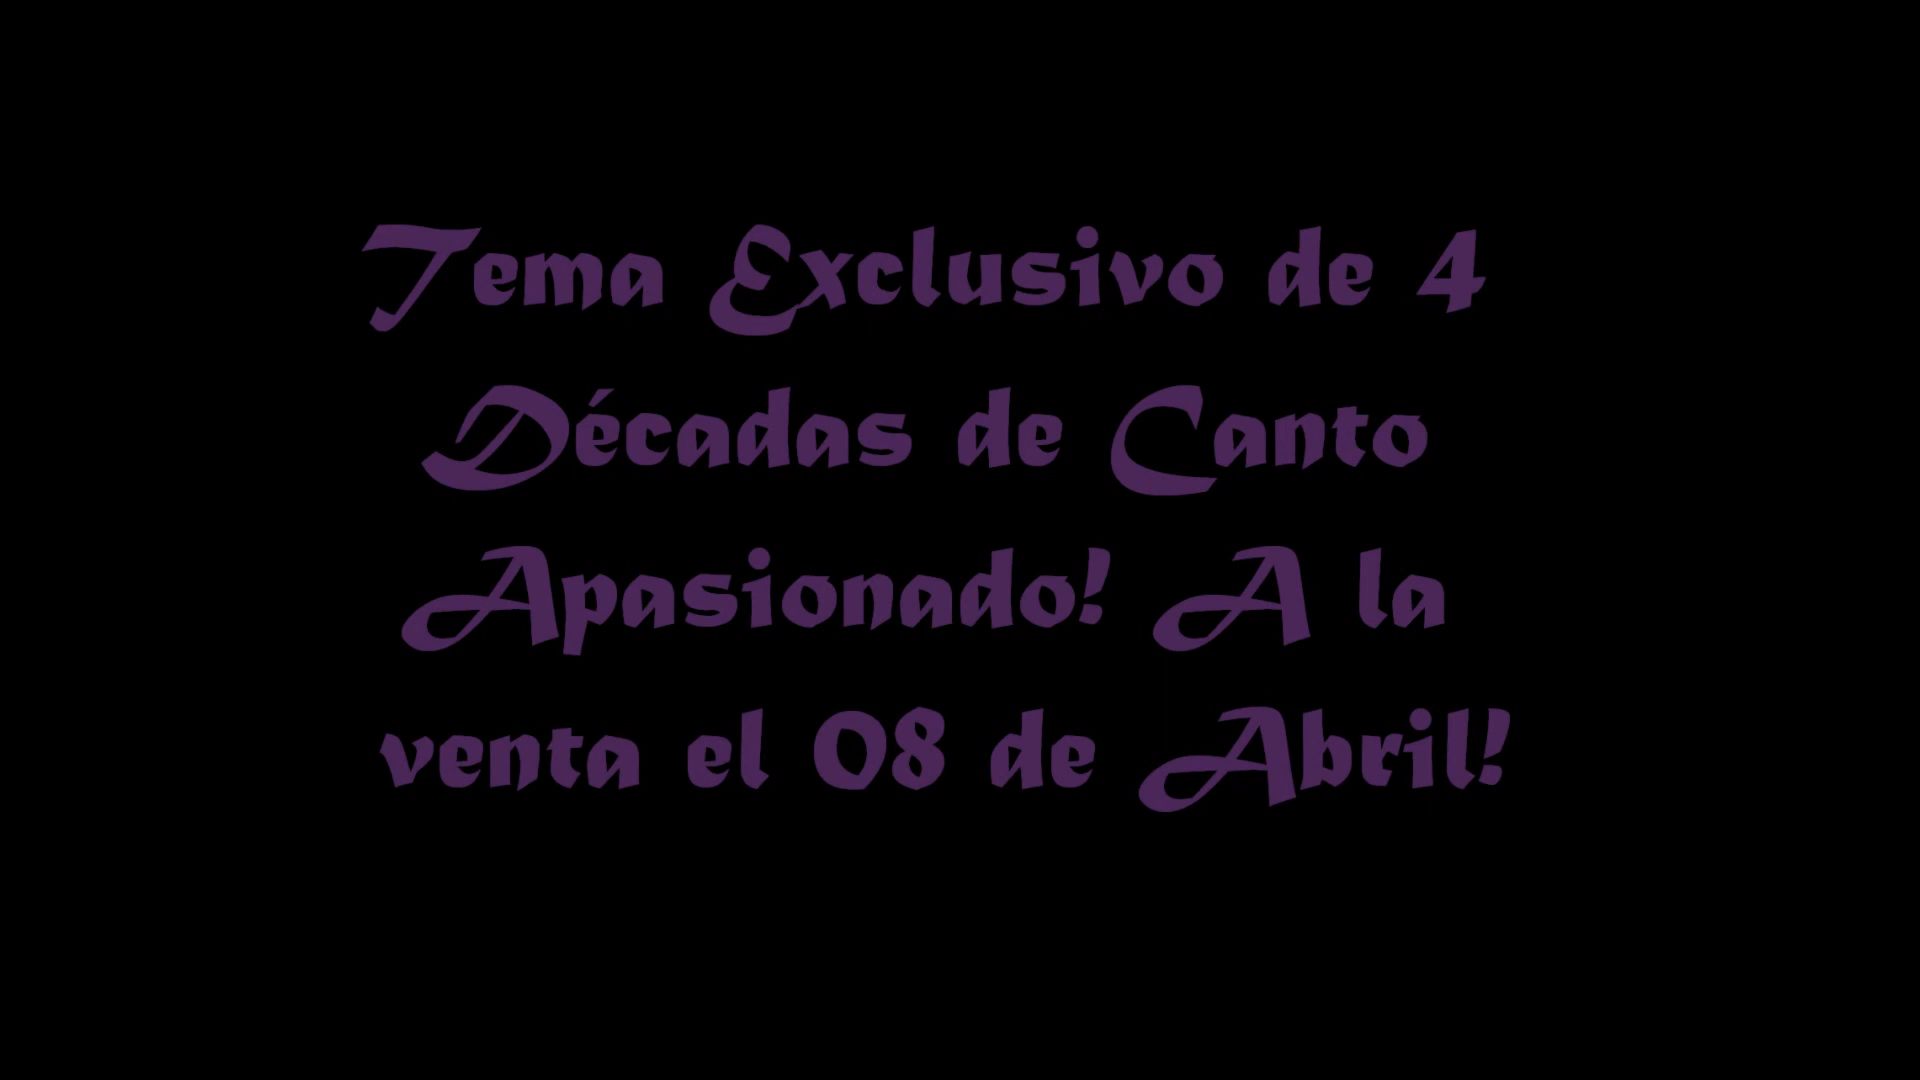 Tema Exclusivo de 4
Décadas de Canto
Apasionado! A la
venta el 08 de Abril!